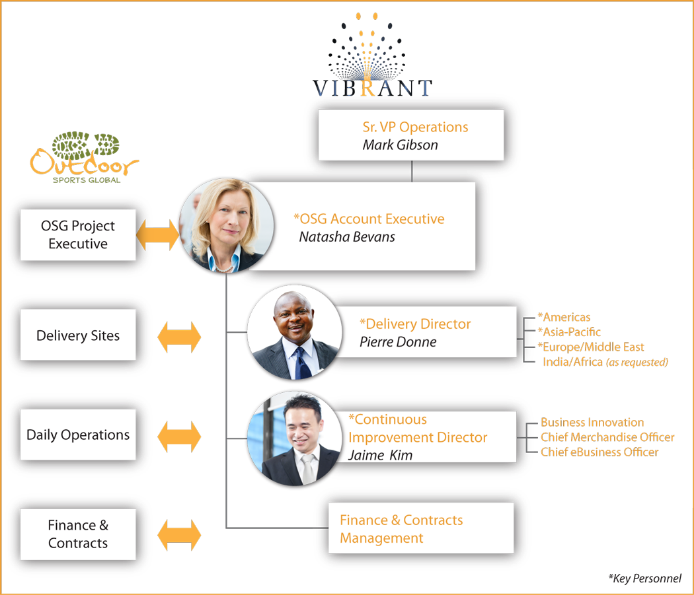 VIBRANT
Sr. VP Operations
Mark Gibson
Outdoor
SPORTS GLOBAL
OSG Project
Executive
*OSG Account Executive
Natasha Bevans
Delivery Sites
*Delivery Director
Pierre Donne
*Americas
*Asia-Pacific
*Europe/Middle East
India/Africa (as requested)
Daily Operations
*Continuous
Improvement Director
Jaime Kim
Business Innovation
Chief Merchandise Officer
Chief eBusiness Officer
Finance &
Contracts
Finance & Contracts
Management
*Key Personnel